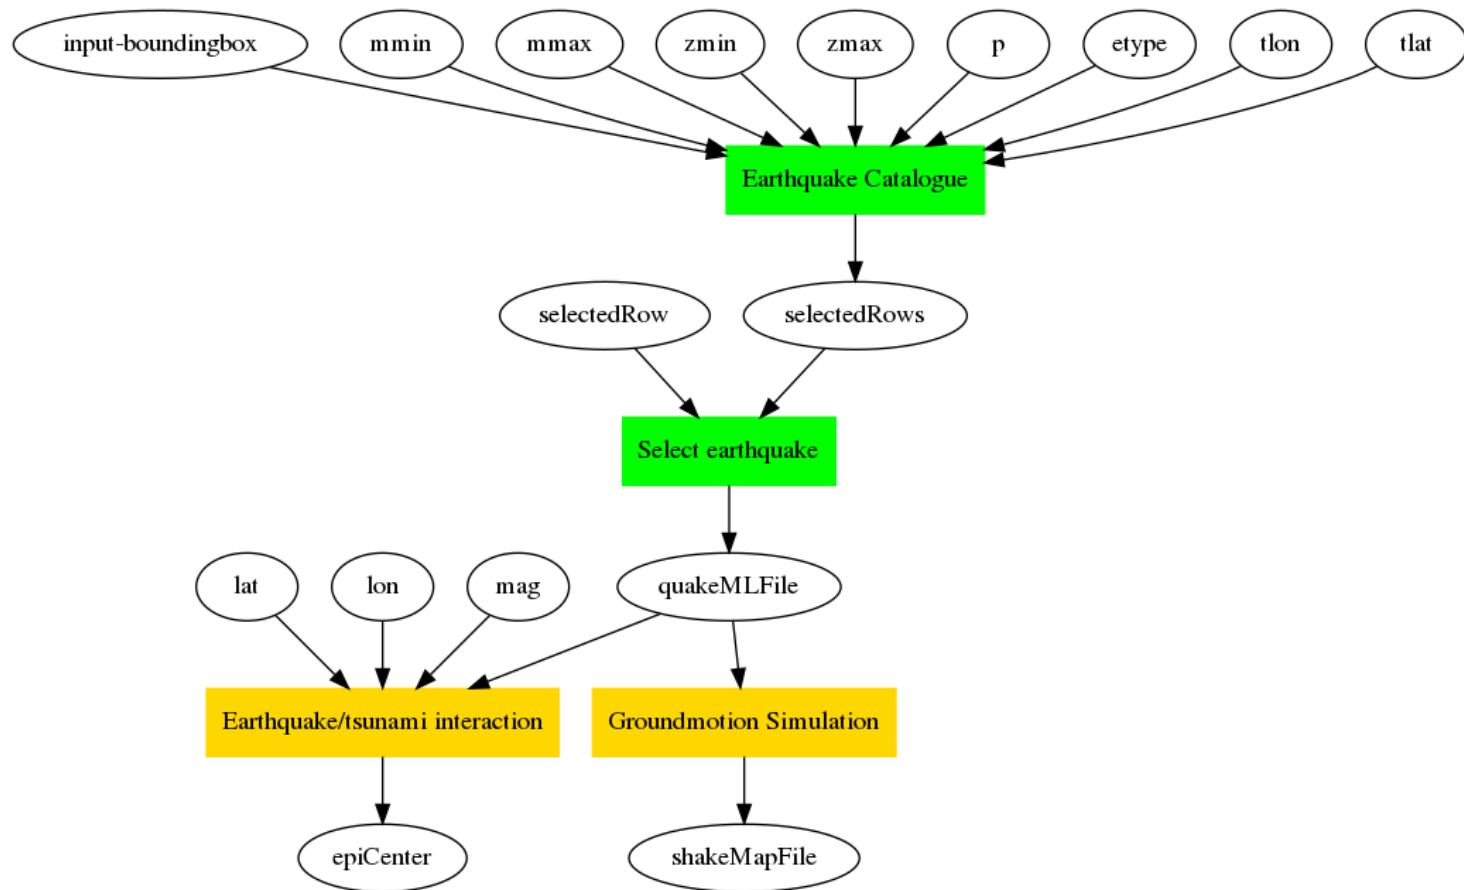 input-boundingbox
mmin
mmax
zmin
zmax
p
etype
tlon
tlat
Earthquake Catalogue
selectedRow
selectedRows
Select earthquake
lat
lon
mag
quakeMLFile
Earthquake/tsunami interaction
Groundmotion Simulation
epiCenter
shakeMapFile